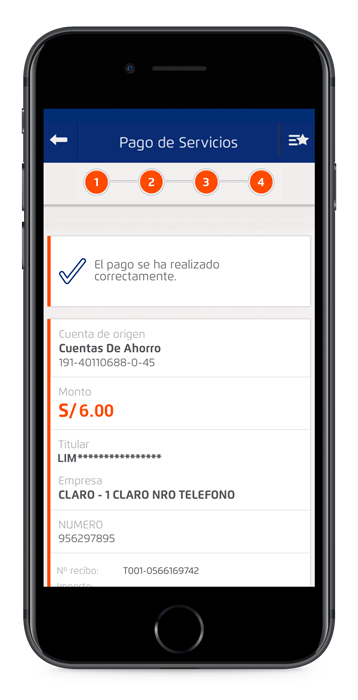 Pago de Servicios
1 2 3 4
El pago se ha realizado
correctamente.
Cuenta de origen
Cuentas De Ahorro
191-40110688-0-45
Monto
S/ 6.00
Titular
LIM****************
Empresa
CLARO - 1 CLARO NRO TELEFONO
NUMERO
956297895
Nº recibo: T001-0566169742